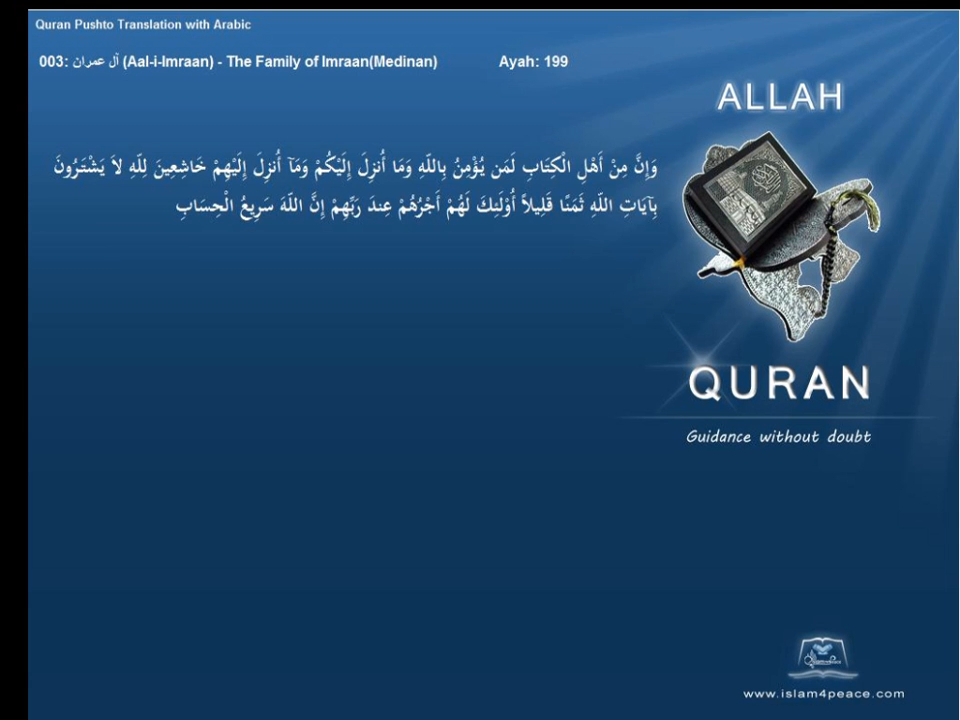 Quran Pushto Translation with Arabic
003: آل عمران (Aal-i-Imraan) - The Family of Imraan(Medinan) Ayah: 199
ALLAH
وَإِنَّ مِنْ أَهْلِ الْكِتَابِ لَمَن يُؤْمِنُ بِاللّهِ وَمَا أُنزِلَ إِلَيْكُمْ وَمَآ أُنزِلَ إِلَيْهِمْ خَاشِعِينَ لِلّهِ لاَ يَشْتَرُونَ
بِآيَاتِ اللّهِ ثَمَنًا قَلِيلاً أُوْلَئِكَ لَهُمْ أَجْرُهُمْ عِندَ رَبِّهِمْ إِنَّ اللّهَ سَرِيعُ الْحِسَابِ
QURAN
Guidance without doubt
www.islam4peace.com